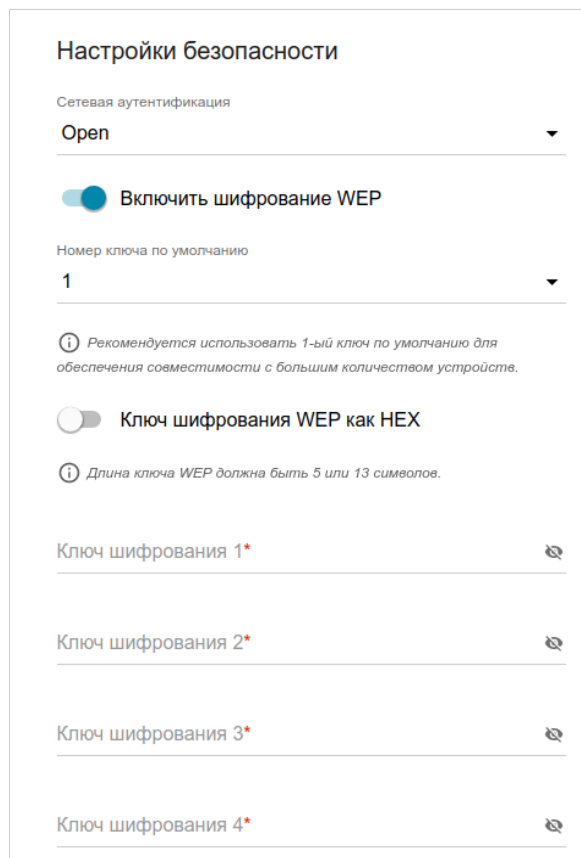 Настройки безопасности
Сетевая аутентификация
Open
Включить шифрование WEP
Номер ключа по умолчанию
1
Рекомендуется использовать 1-ый ключ по умолчанию для
обеспечения совместимости с большим количеством устройств.
Ключ шифрования WEP как HEX
Длина ключа WEP должна быть 5 или 13 символов.
Ключ шифрования 1*
Ключ шифрования 2*
Ключ шифрования 3*
Ключ шифрования 4*